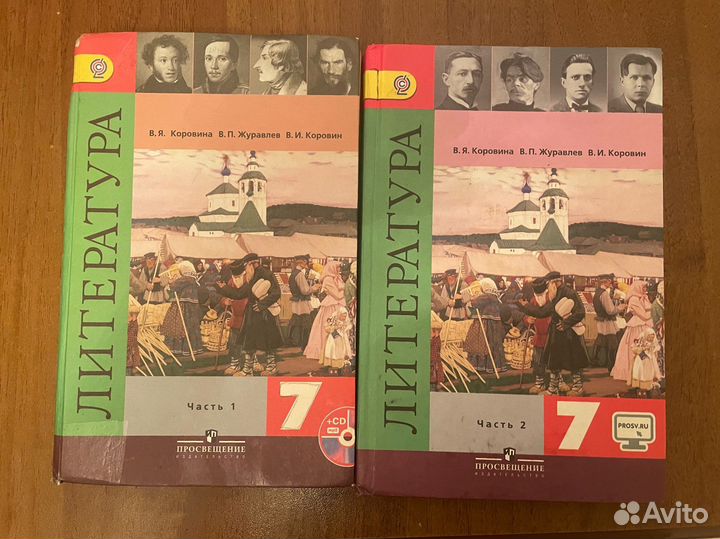 ЛИТЕРАТУРА
В.Я. Коровина В.П. Журавлев В.И. Коровин
Часть 1
7
+CD
mp3
ПРОСВЕЩЕНИЕ
ИЗДАТЕЛЬСТВО
ЛИТЕРАТУРА
В.Я. Коровина В.П. Журавлев В.И. Коровин
Часть 2
7
PROSV.RU
ПРОСВЕЩЕНИЕ
ИЗДАТЕЛЬСТВО
Avito